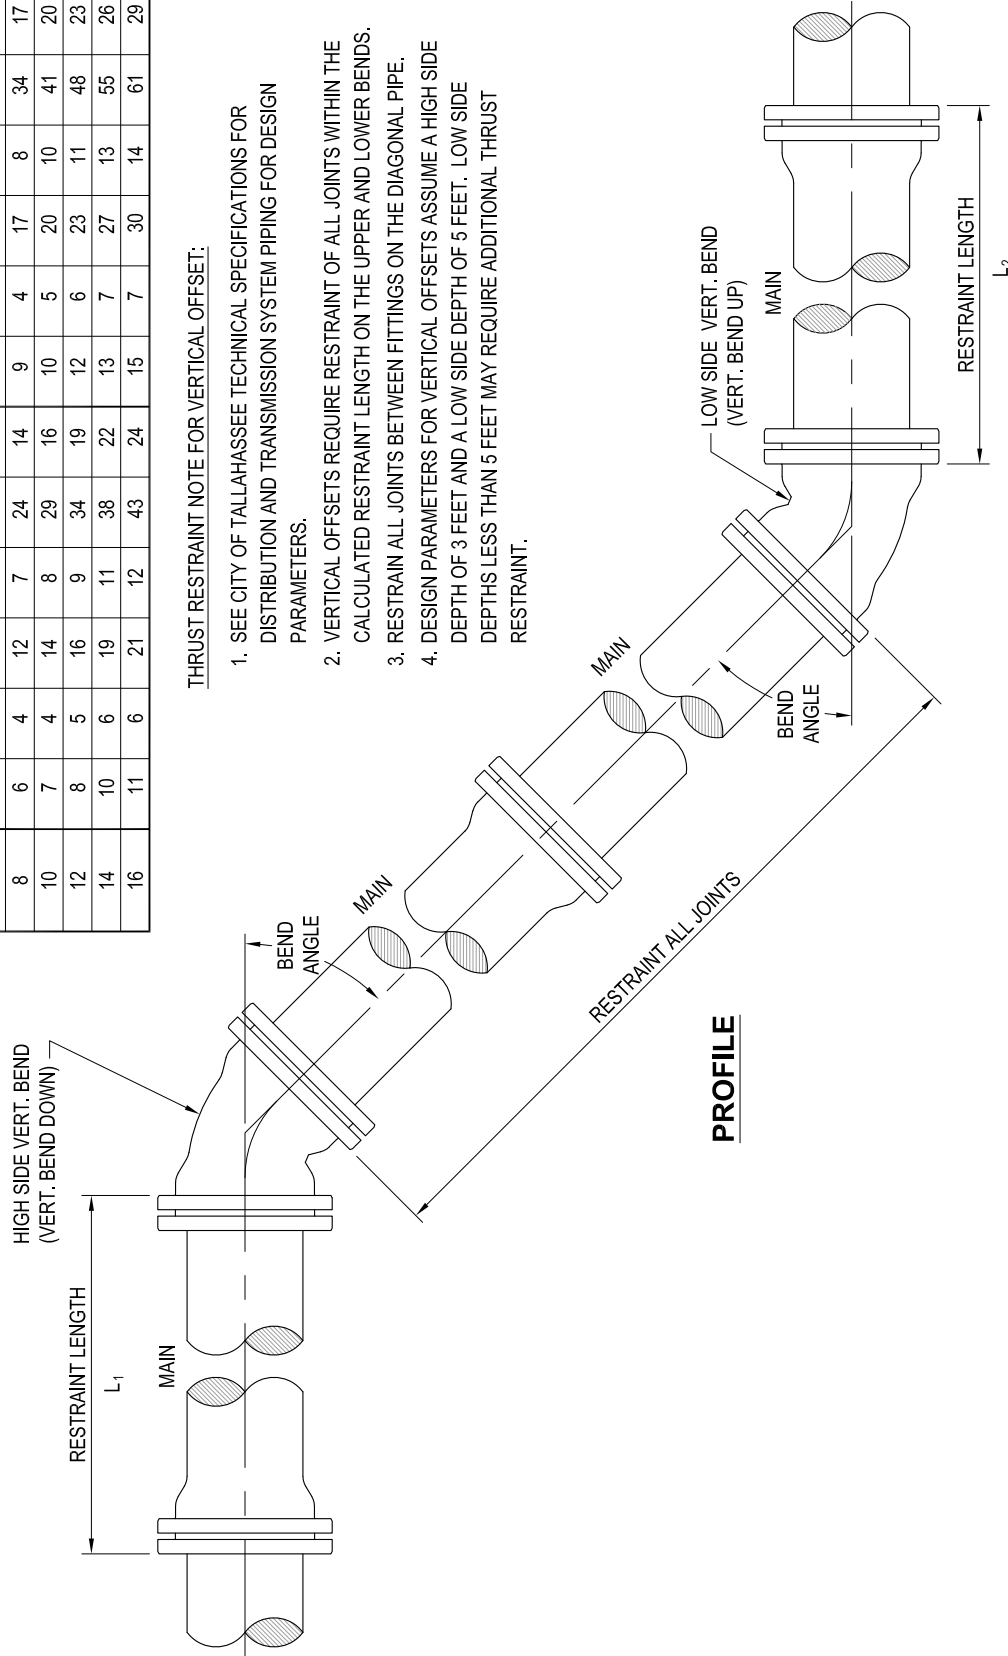 8 6 4 12 7 24 14 9 4 17 8 34 17
10 7 4 14 8 29 16 10 5 20 10 41 20
12 8 5 16 9 34 19 12 6 23 11 48 23
14 10 6 19 11 38 22 13 7 27 13 55 26
16 11 6 21 12 43 24 15 7 30 14 61 29
THRUST RESTRAINT NOTE FOR VERTICAL OFFSET:
1. SEE CITY OF TALLAHASSEE TECHNICAL SPECIFICATIONS FOR
DISTRIBUTION AND TRANSMISSION SYSTEM PIPING FOR DESIGN
PARAMETERS.
2. VERTICAL OFFSETS REQUIRE RESTRAINT OF ALL JOINTS WITHIN THE
CALCULATED RESTRAINT LENGTH ON THE UPPER AND LOWER BENDS.
3. RESTRAIN ALL JOINTS BETWEEN FITTINGS ON THE DIAGONAL PIPE.
4. DESIGN PARAMETERS FOR VERTICAL OFFSETS ASSUME A HIGH SIDE
DEPTH OF 3 FEET AND A LOW SIDE DEPTH OF 5 FEET. LOW SIDE
DEPTHS LESS THAN 5 FEET MAY REQUIRE ADDITIONAL THRUST
RESTRAINT.
HIGH SIDE VERT. BEND
(VERT. BEND DOWN)
RESTRAINT LENGTH
L1
MAIN
BEND
ANGLE
MAIN
MAIN
RESTRAINT ALL JOINTS
LOW SIDE VERT. BEND
(VERT. BEND UP)
MAIN
BEND
ANGLE
RESTRAINT LENGTH
L2
PROFILE